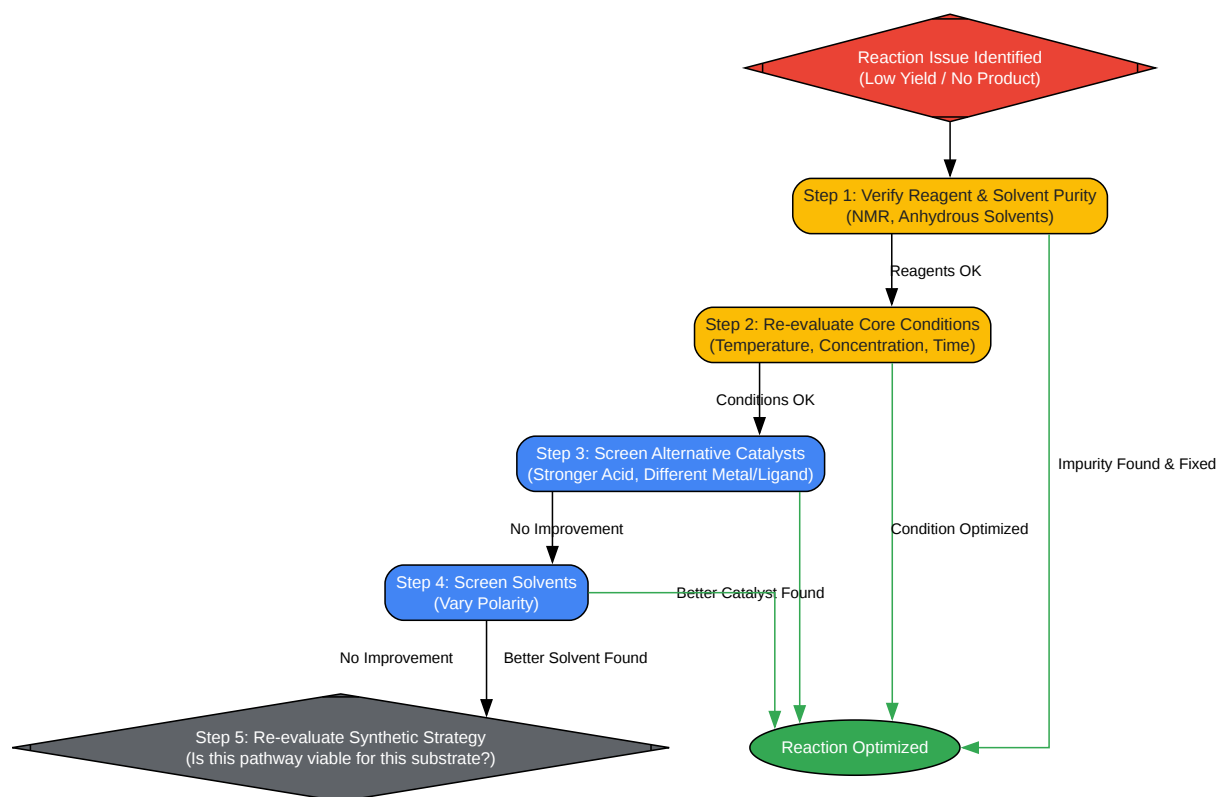 Reaction Issue Identified
(Low Yield / No Product)
Step 1: Verify Reagent & Solvent Purity
(NMR, Anhydrous Solvents)
Reagents OK
Step 2: Re-evaluate Core Conditions
(Temperature, Concentration, Time)
Conditions OK
Step 3: Screen Alternative Catalysts
(Stronger Acid, Different Metal/Ligand)
Impurity Found & Fixed
No Improvement
Condition Optimized
Step 4: Screen Solvents
(Vary Polarity)
Better Catalyst Found
No Improvement
Better Solvent Found
Step 5: Re-evaluate Synthetic Strategy
(Is this pathway viable for this substrate?)
Reaction Optimized